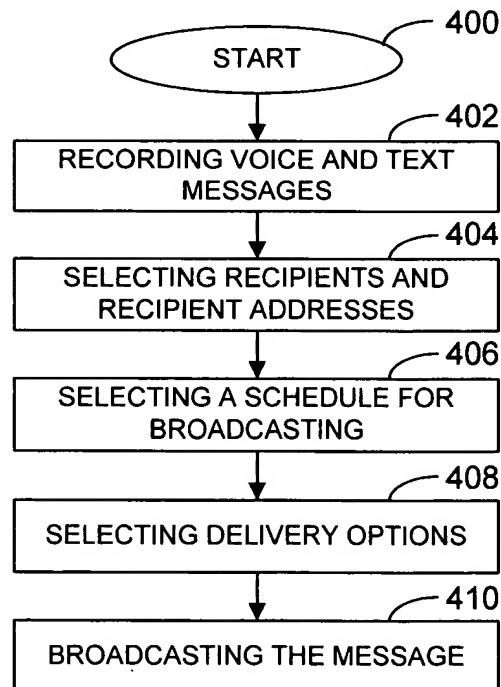 400
START
402
RECORDING VOICE AND TEXT
MESSAGES
404
SELECTING RECIPIENTS AND
RECIPIENT ADDRESSES
406
SELECTING A SCHEDULE FOR
BROADCASTING
408
SELECTING DELIVERY OPTIONS
410
BROADCASTING THE MESSAGE